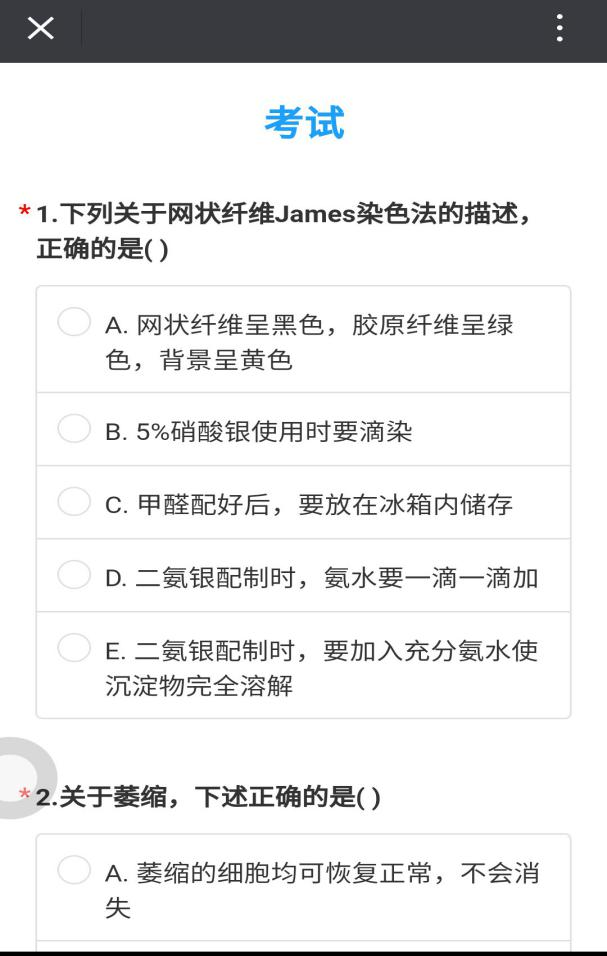 考试
* 1.下列关于网状纤维James染色法的描述，
正确的是( )
A. 网状纤维呈黑色，胶原纤维呈绿
色，背景呈黄色
B. 5%硝酸银使用时要滴染
C. 甲醛配好后，要放在冰箱内储存
D. 二氨银配制时，氨水要一滴一滴加
E. 二氨银配制时，要加入充分氨水使
沉淀物完全溶解
* 2.关于萎缩，下述正确的是( )
A. 萎缩的细胞均可恢复正常，不会消
失